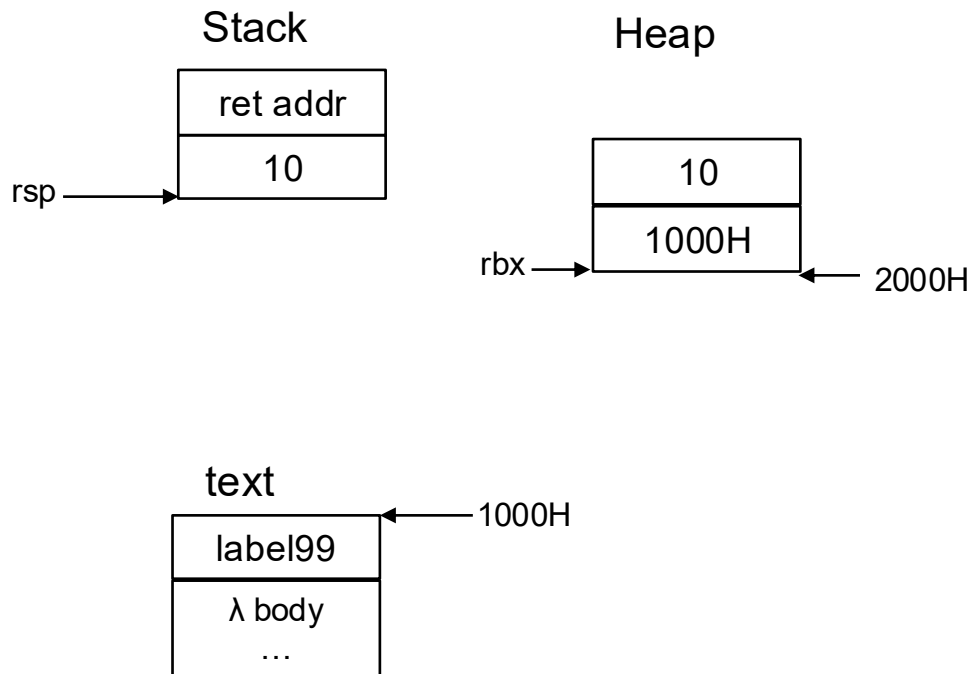 Stack
Heap
ret addr
10
rsp
10
1000H
rbx
2000H
text
1000H
label99
λ body
…